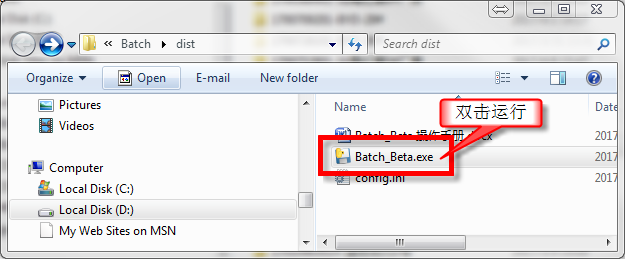 Batch
dist
Search dist
Organize
Open
E-mail
New folder
Pictures
Videos
Computer
Local Disk (C:)
Local Disk (D:)
My Web Sites on MSN
Name
Date
双击运行
Batch_Beta 操作手册
2017
Batch_Beta.exe
2017
config.ini
2017